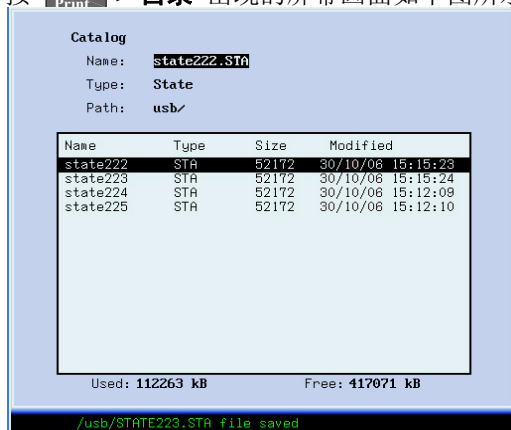 Print > 目录
Catalog
Name: state222.STA
Type: State
Path: usb/
Name Type Size Modified
state222 STA 52172 30/10/06 15:15:23
state223 STA 52172 30/10/06 15:15:24
state224 STA 52172 30/10/06 15:12:09
state225 STA 52172 30/10/06 15:12:10
Used: 112263 kB Free: 417071 kB
/usb/STATE223.STA file saved